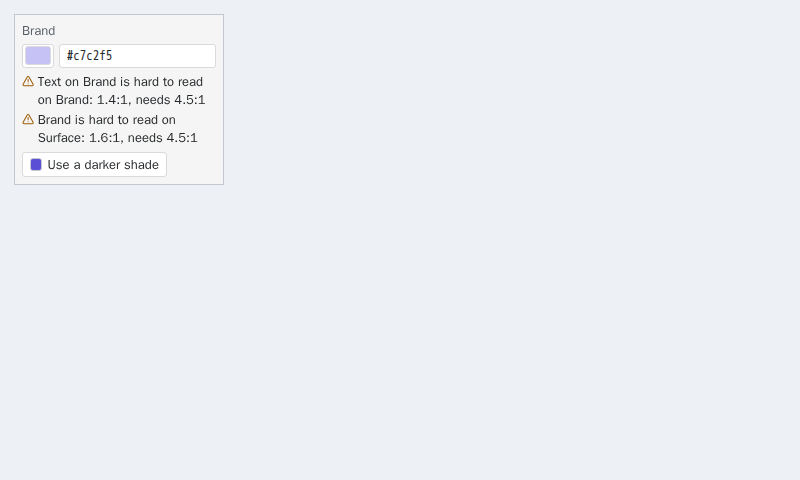 Brand
#c7c2f5
Text on Brand is hard to read
on Brand: 1.4:1, needs 4.5:1
Brand is hard to read on
Surface: 1.6:1, needs 4.5:1
Use a darker shade